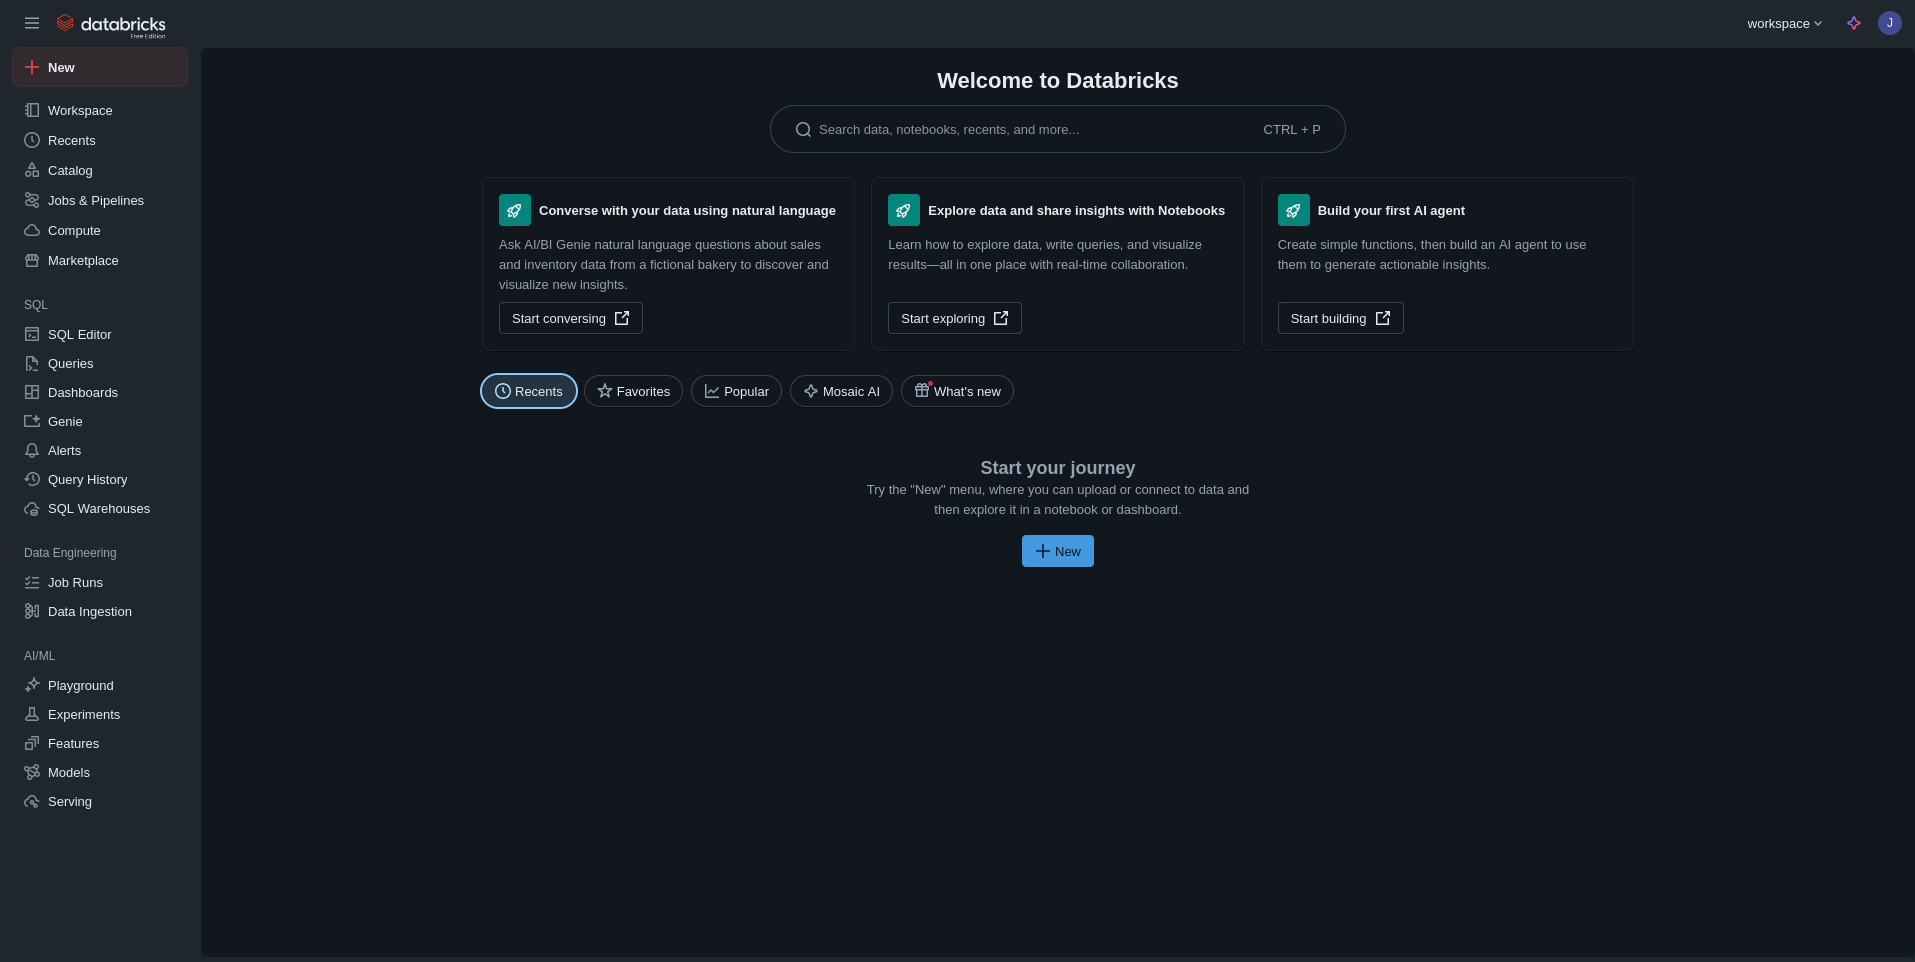 databricks
Free Edition
workspace
J
New
Workspace
Recents
Catalog
Jobs & Pipelines
Compute
Marketplace
SQL
SQL Editor
Queries
Dashboards
Genie
Alerts
Query History
SQL Warehouses
Data Engineering
Job Runs
Data Ingestion
AI/ML
Playground
Experiments
Features
Models
Serving
Welcome to Databricks
Search data, notebooks, recents, and more...
CTRL + P
Converse with your data using natural language
Ask AI/BI Genie natural language questions about sales
and inventory data from a fictional bakery to discover and
visualize new insights.
Start conversing
Explore data and share insights with Notebooks
Learn how to explore data, write queries, and visualize
results—all in one place with real-time collaboration.
Start exploring
Build your first AI agent
Create simple functions, then build an AI agent to use
them to generate actionable insights.
Start building
Recents
Favorites
Popular
Mosaic AI
What's new
Start your journey
Try the "New" menu, where you can upload or connect to data and
then explore it in a notebook or dashboard.
New